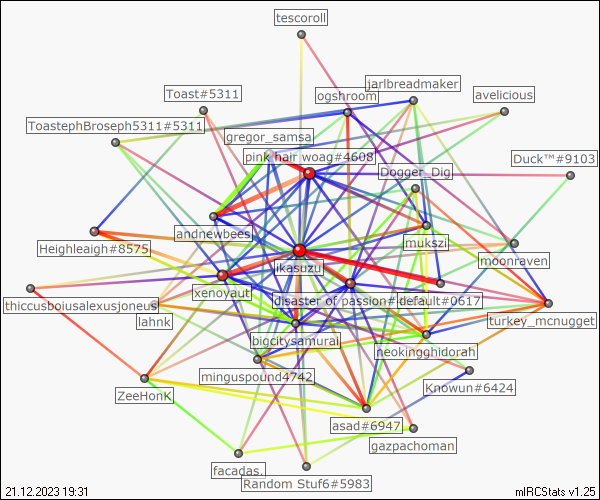 tescoroll
jarlbreadmaker
Toast#5311
ogshroom
avelicious
ToastephBroseph5311#5311
gregor_samsa
pink hair woag#4608
Duck™#9103
Dogger_Dig
andnewbees
mukszil
Heighleaigh#8575
moonraven
ikasuzu
xenoyaut
disaster of passion#
default#0617
thiccusboiusalexusjoneus
lahnk
turkey_mcnugget
bigcitysamurai
neokingghidorah
minguspound4742
Knowun#6424
ZeeHonK
asad#6947
gazpachoman
facadas.
Random Stuf6#5983
21.12.2023 19:31
mIRCStats v1.25